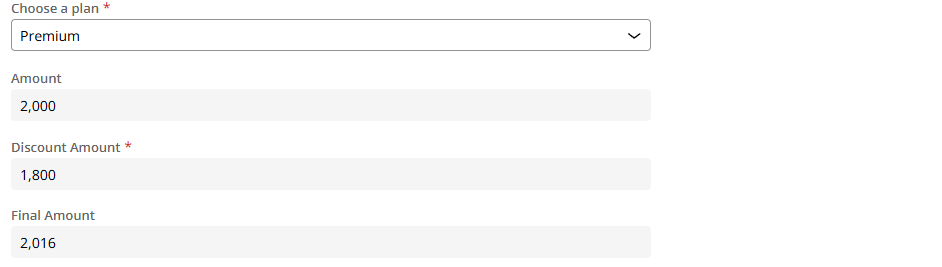 Choose a plan *
Premium
Amount
2,000
Discount Amount *
1,800
Final Amount
2,016